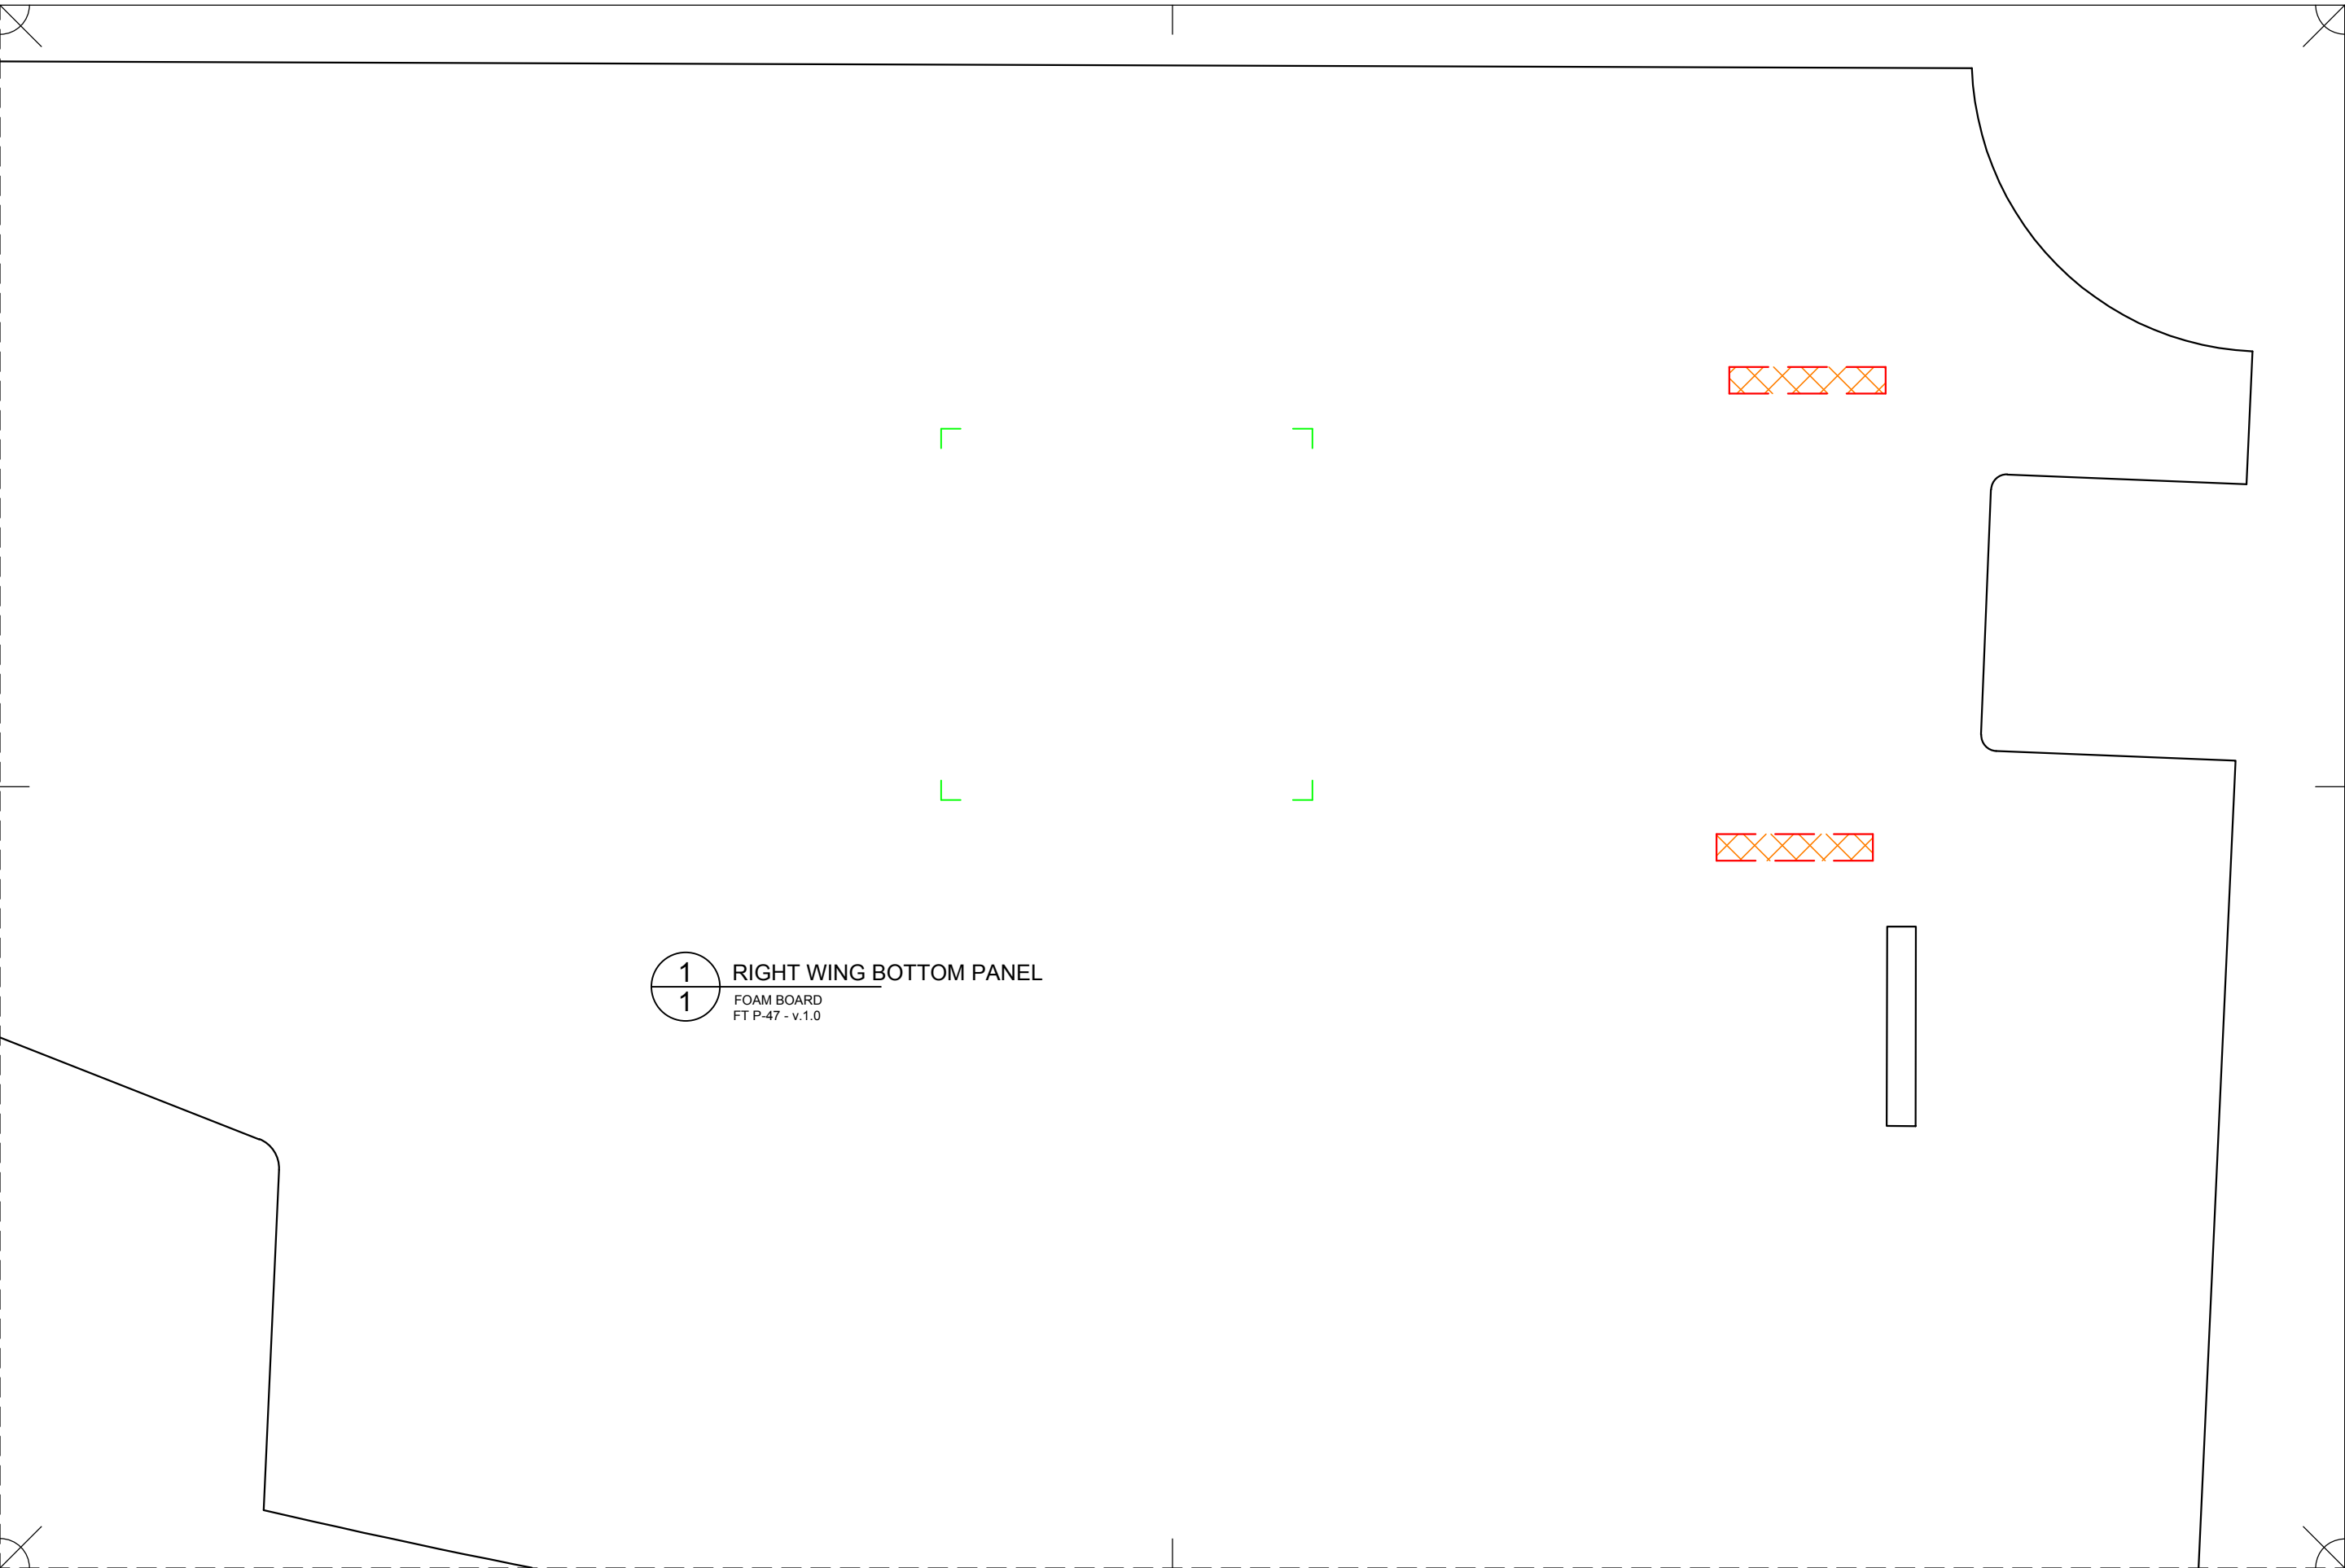 1
RIGHT WING BOTTOM PANEL
1
FOAM BOARD
FT P-47 - v.1.0